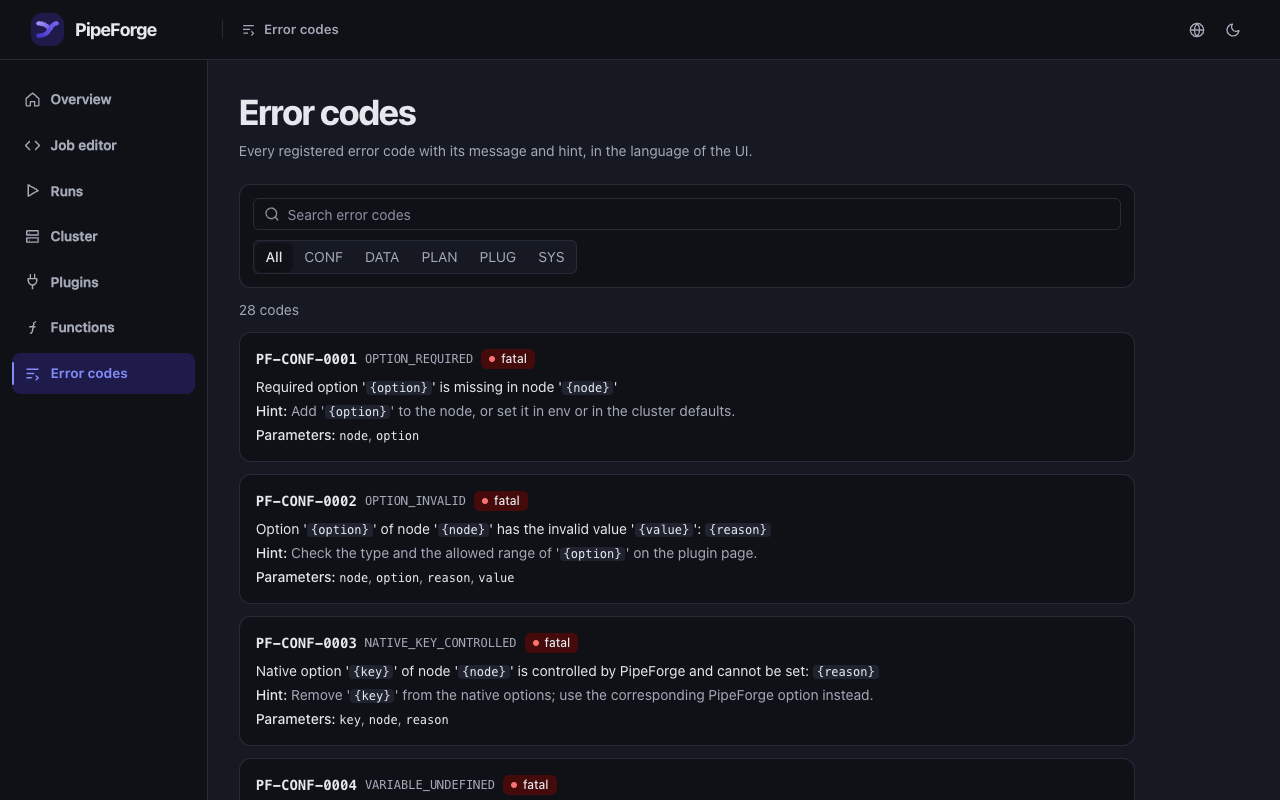 PipeForge
Error codes
Overview
Job editor
Runs
Cluster
Plugins
Functions
Error codes
Error codes
Every registered error code with its message and hint, in the language of the UI.
Search error codes
All CONF DATA PLAN PLUG SYS
28 codes
PF-CONF-0001 OPTION_REQUIRED fatal
Required option '{option}' is missing in node '{node}'
Hint: Add '{option}' to the node, or set it in env or in the cluster defaults.
Parameters: node, option
PF-CONF-0002 OPTION_INVALID fatal
Option '{option}' of node '{node}' has the invalid value '{value}': {reason}
Hint: Check the type and the allowed range of '{option}' on the plugin page.
Parameters: node, option, reason, value
PF-CONF-0003 NATIVE_KEY_CONTROLLED fatal
Native option '{key}' of node '{node}' is controlled by PipeForge and cannot be set: {reason}
Hint: Remove '{key}' from the native options; use the corresponding PipeForge option instead.
Parameters: key, node, reason
PF-CONF-0004 VARIABLE_UNDEFINED fatal